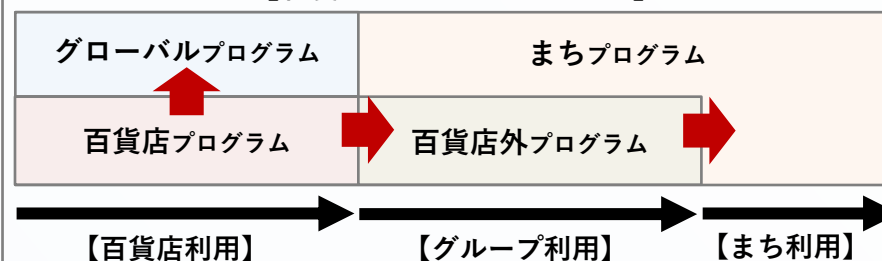 グローバルプログラム
まちプログラム
百貨店プログラム
百貨店外プログラム
【百貨店利用】
【グループ利用】
【まち利用】